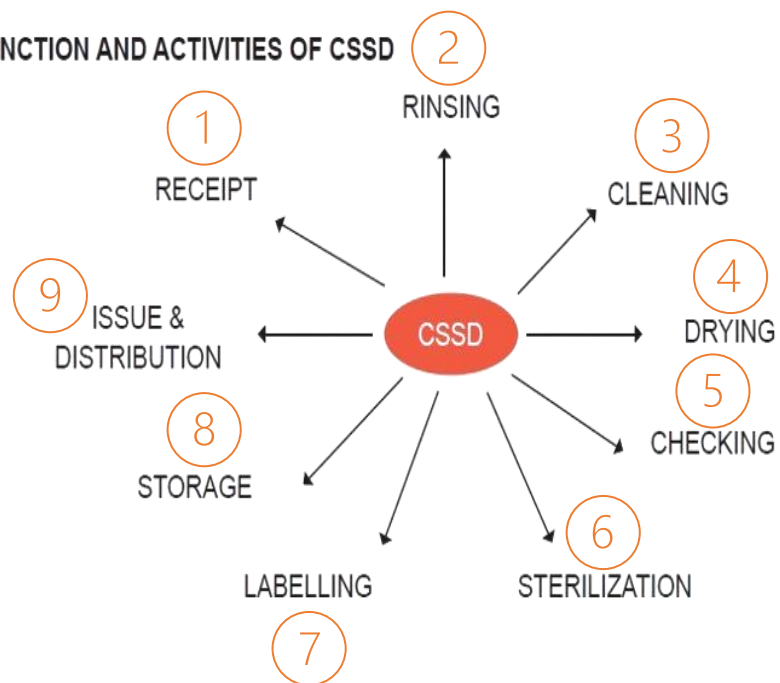 NCTION AND ACTIVITIES OF CSSD
2
RINSING
1
RECEIPT
3
CLEANING
9
ISSUE &
DISTRIBUTION
CSSD
4
DRYING
5
CHECKING
8
STORAGE
6
STERILIZATION
LABELLING
7